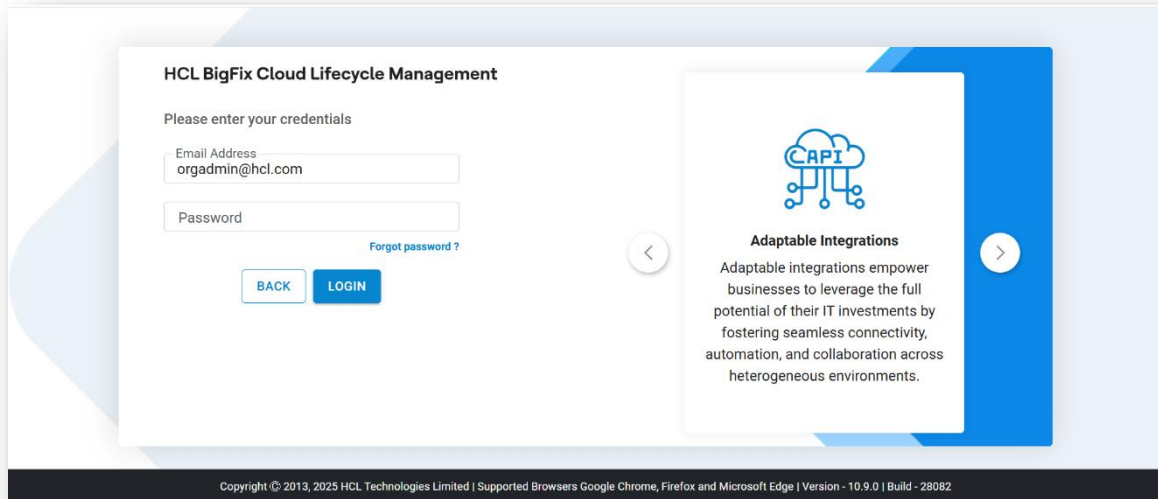 HCL BigFix Cloud Lifecycle Management
Please enter your credentials
Email Address
orgadmin@hcl.com
Password
Forgot password ?
BACK LOGIN
API
Adaptable Integrations
Adaptable integrations empower
businesses to leverage the full
potential of their IT investments by
fostering seamless connectivity,
automation, and collaboration across
heterogeneous environments.
Copyright © 2013, 2025 HCL Technologies Limited | Supported Browsers Google Chrome, Firefox and Microsoft Edge | Version - 10.9.0 | Build - 28082